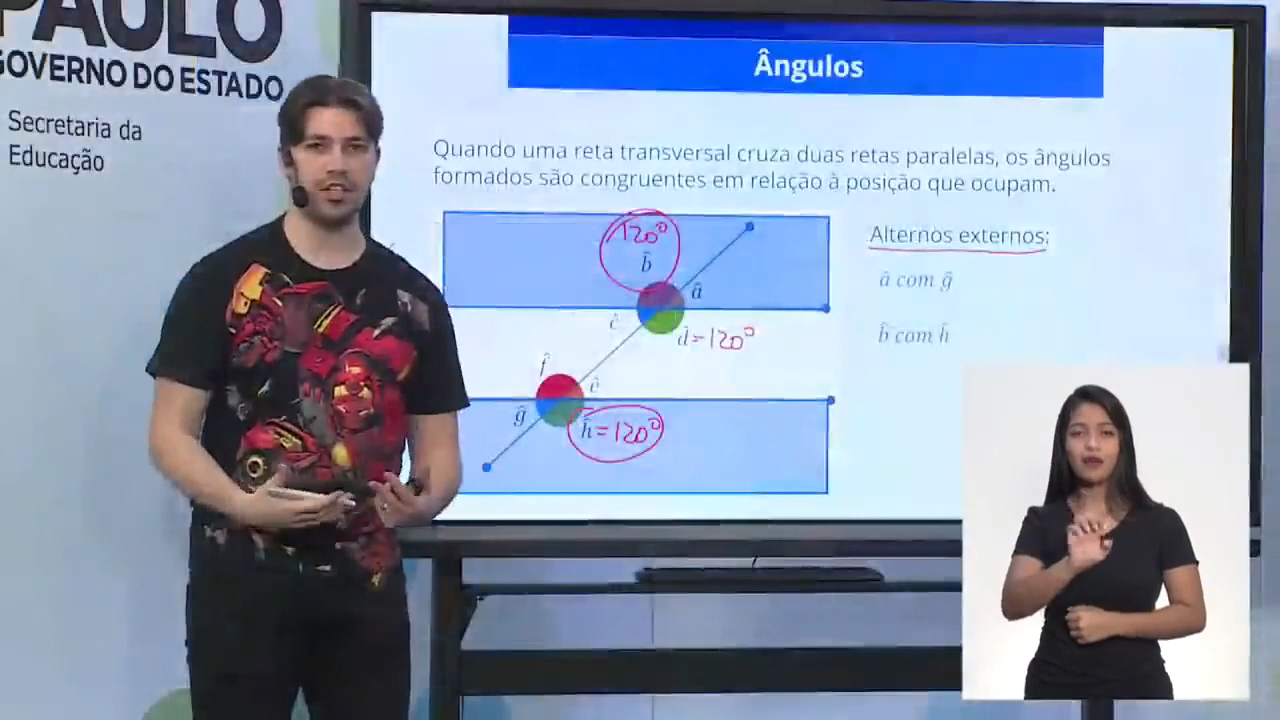 PAULO
GOVERNO DO ESTADO
Secretaria da
Educação
Ângulos
Quando uma reta transversal cruza duas retas paralelas, os ângulos
formados são congruentes em relação à posição que ocupam.
120°
b̂
â
ĉ
d̂=120°
f̂
ê
ĝ
ĥ=120°
Alternos externos:
â com ĝ
b̂ com ĥ